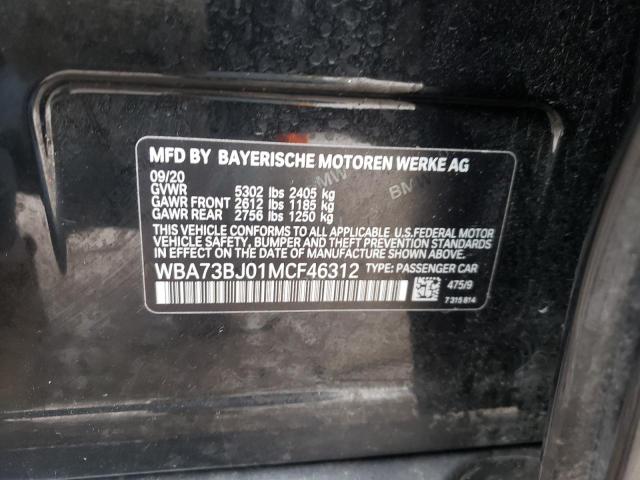 MFD BY BAYERISCHE MOTOREN WERKE AG
09/20
GVWR 5302 lbs 2405 kg
GAWR FRONT 2612 lbs 1185 kg
GAWR REAR 2756 lbs 1250 kg
THIS VEHICLE CONFORMS TO ALL APPLICABLE U.S. FEDERAL MOTOR
VEHICLE SAFETY, BUMPER AND THEFT PREVENTION STANDARDS
IN EFFECT ON THE DATE OF MANUFACTURE SHOWN ABOVE.
WBA73BJ01MCF46312 TYPE: PASSENGER CAR
475/9
7 315 814